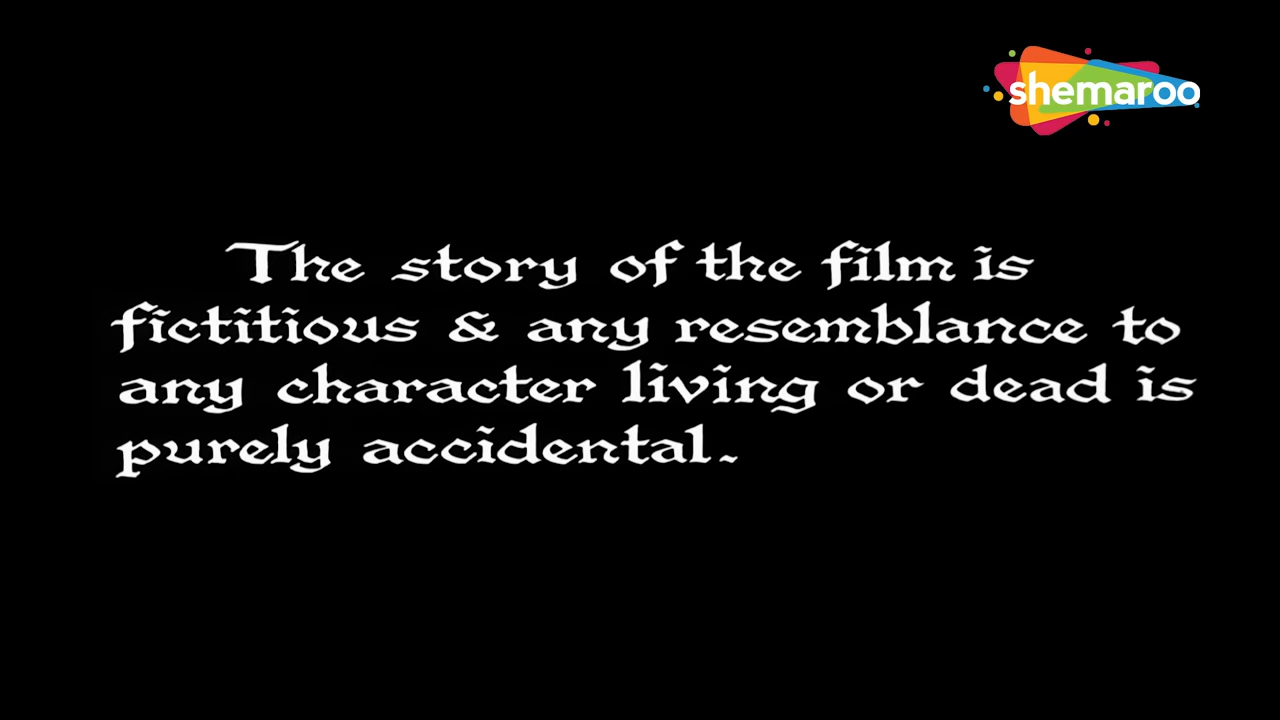 shemaroo
The story of the film is
fictitious & any resemblance to
any character living or dead is
purely accidental.